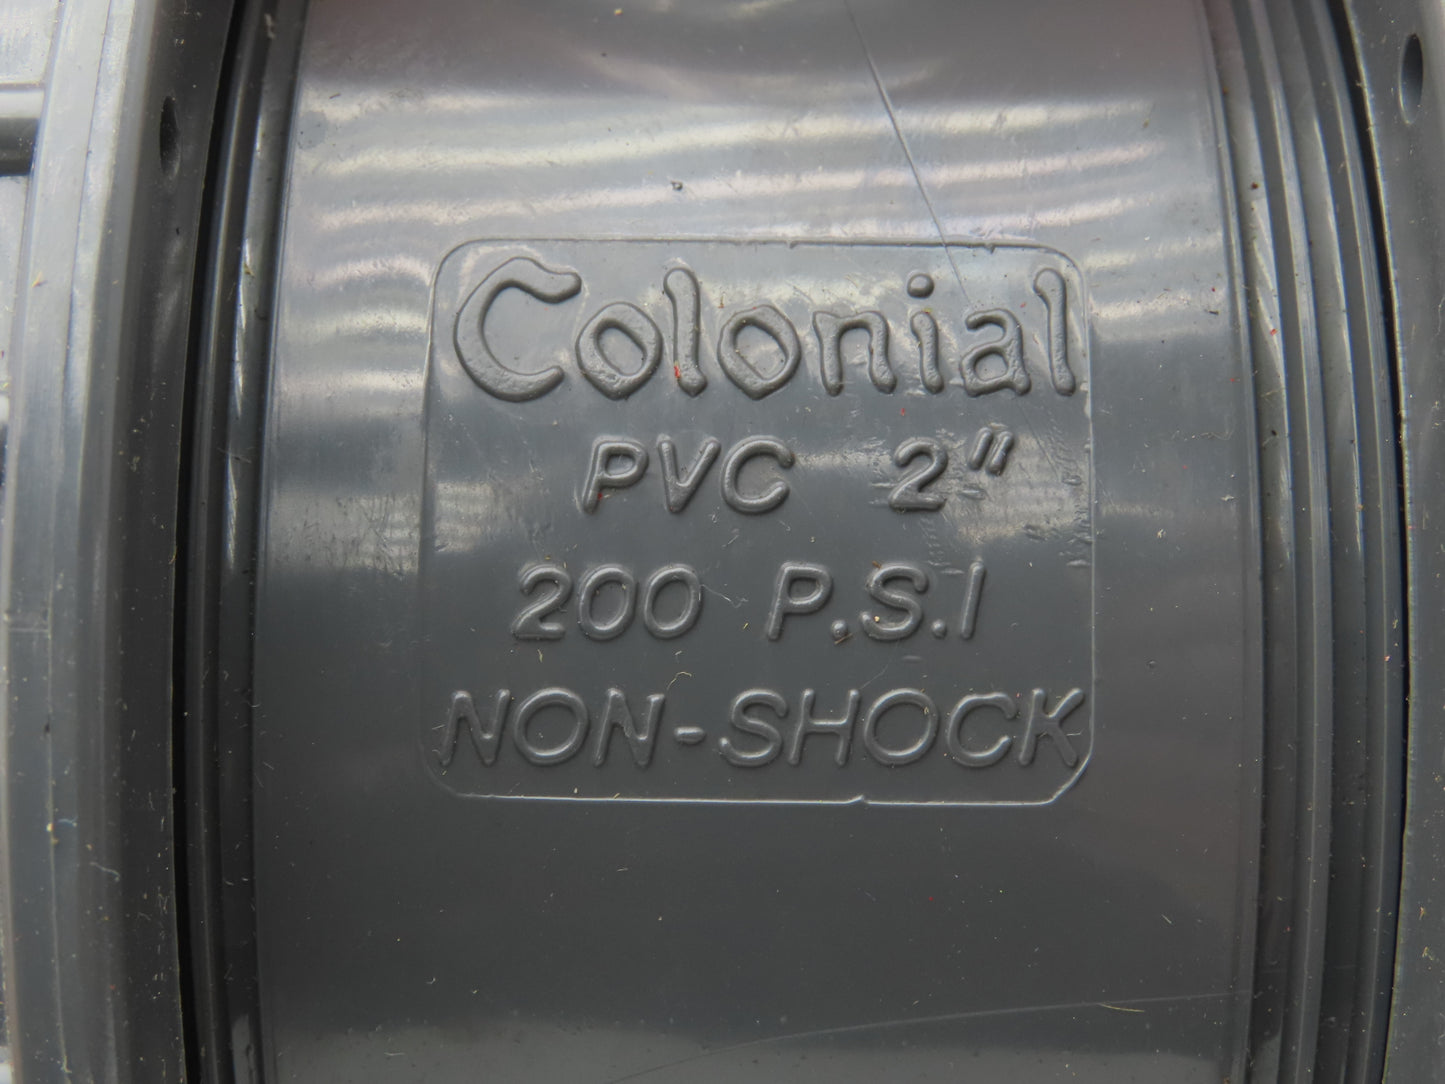 Colonial
PVC 2"
200 P.S.I
NON-SHOCK